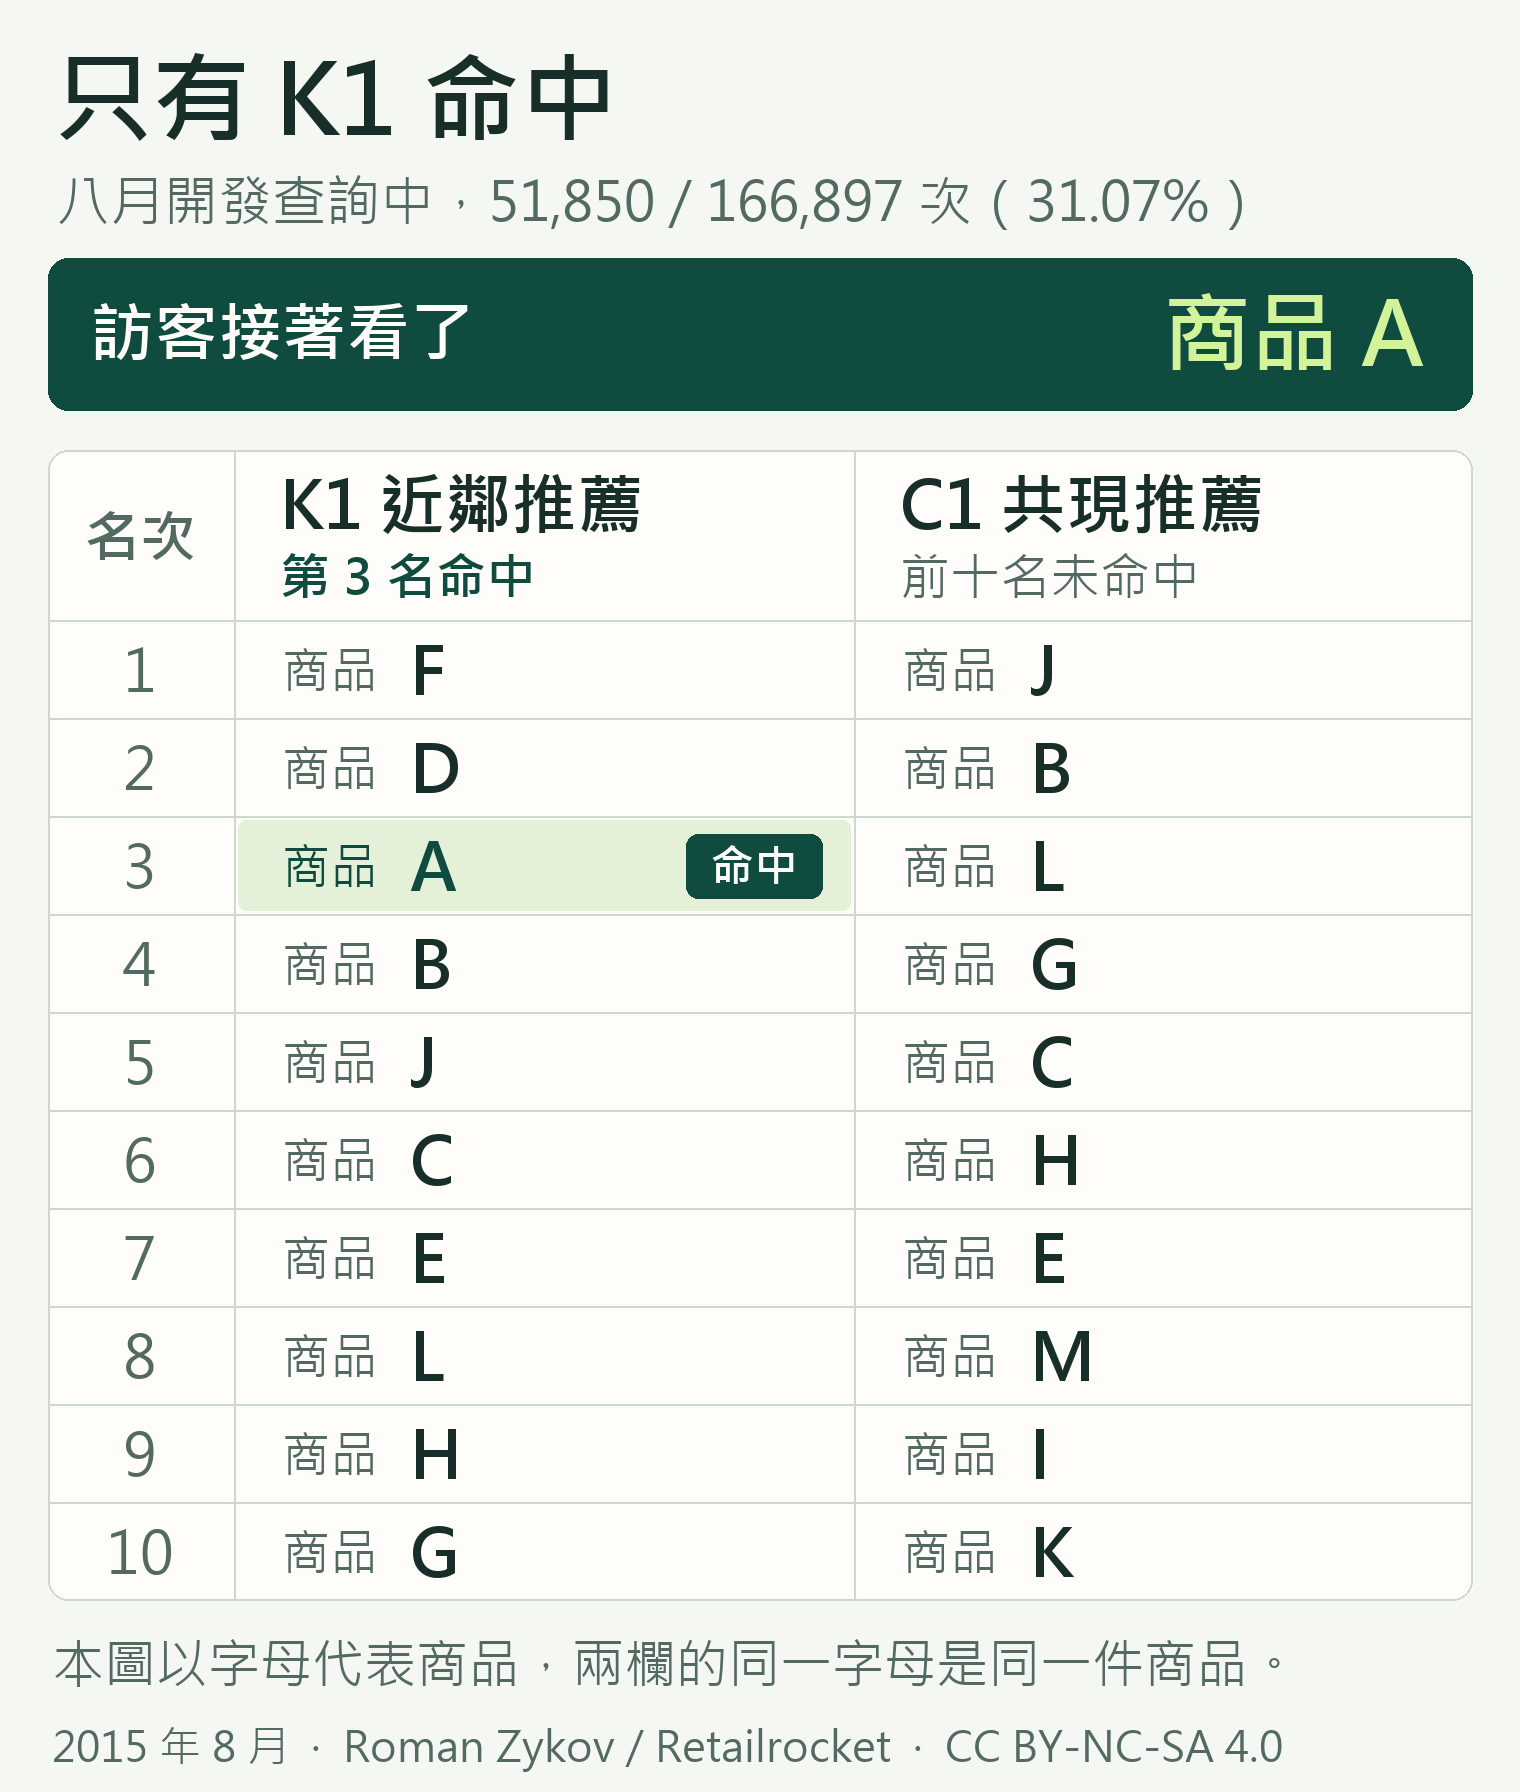 只有 K1 命中
八月開發查詢中，51,850 / 166,897 次（31.07%）
訪客接著看了 商品 A
名次 K1 近鄰推薦 C1 共現推薦
第 3 名命中 前十名未命中
1 商品 F 商品 J
2 商品 D 商品 B
3 商品 A 命中 商品 L
4 商品 B 商品 G
5 商品 J 商品 C
6 商品 C 商品 H
7 商品 E 商品 E
8 商品 L 商品 M
9 商品 H 商品 I
10 商品 G 商品 K
本圖以字母代表商品，兩欄的同一字母是同一件商品。
2015 年 8 月 · Roman Zykov / Retailrocket · CC BY-NC-SA 4.0